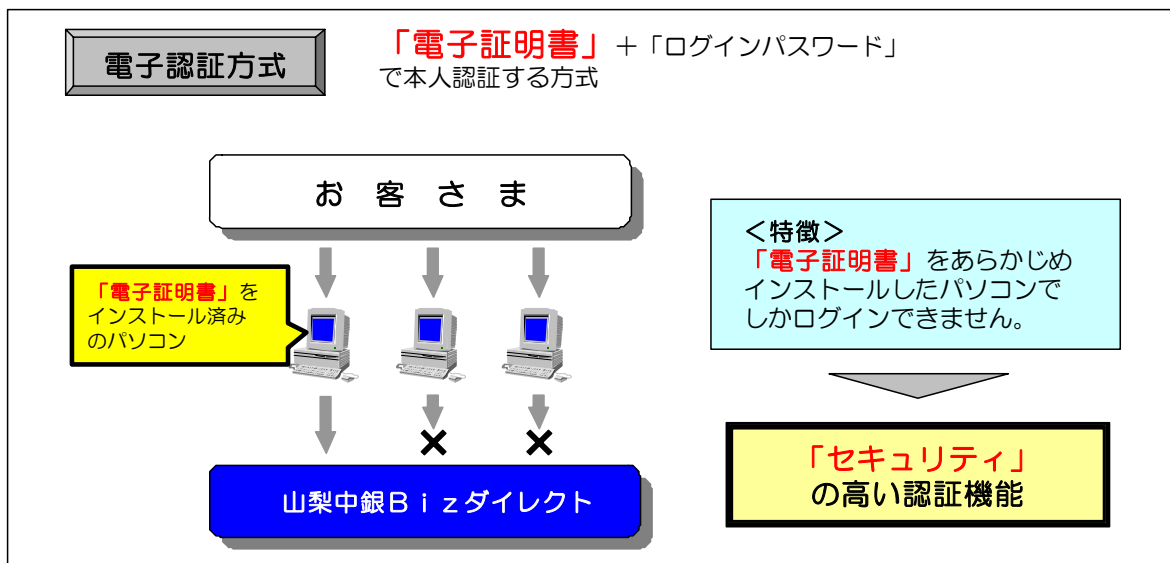 電子認証方式
「電子証明書」+「ログインパスワード」
で本人認証する方式
お客さま
「電子証明書」を
インストール済み
のパソコン
<特徴>
「電子証明書」をあらかじめ
インストールしたパソコンで
しかログインできません。
山梨中銀Bizダイレクト
「セキュリティ」
の高い認証機能